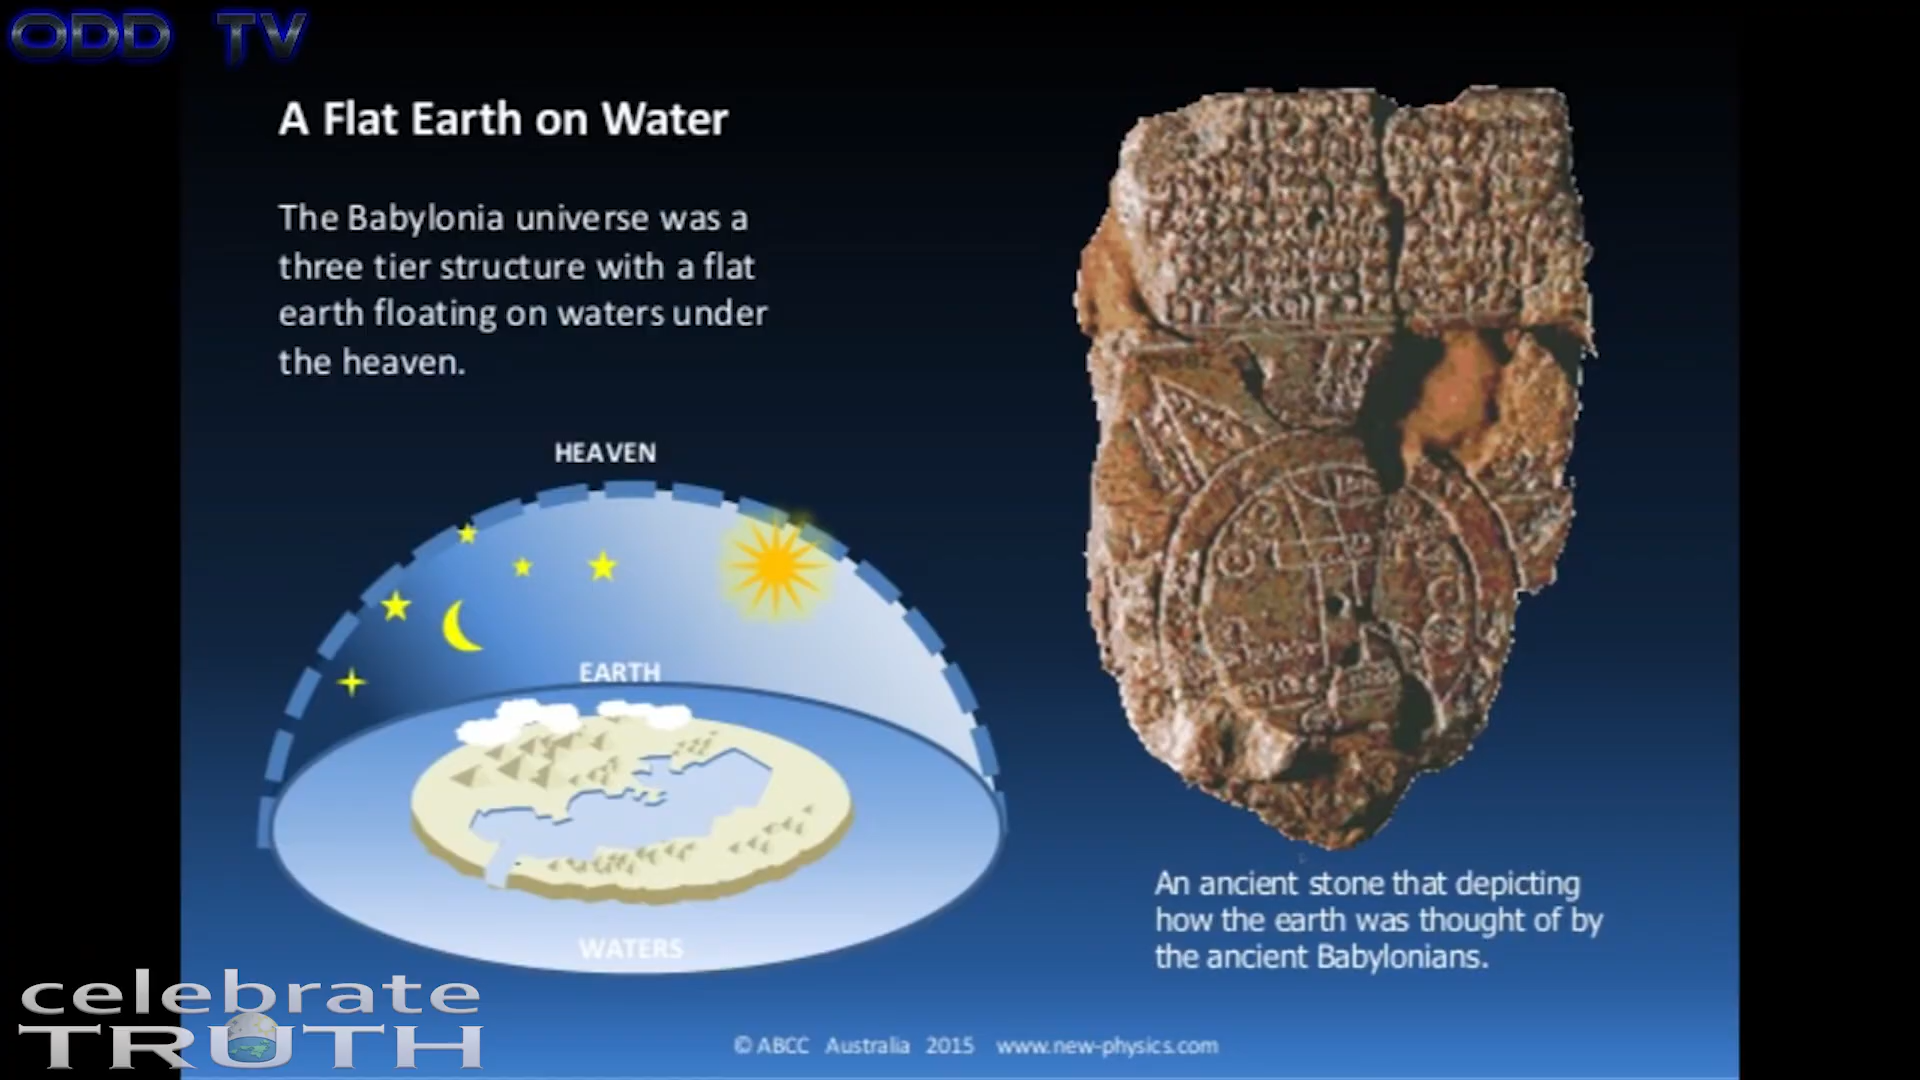 ODD TV
A Flat Earth on Water
The Babylonia universe was a
three tier structure with a flat
earth floating on waters under
the heaven.
HEAVEN
EARTH
WATERS
An ancient stone that depicting
how the earth was thought of by
the ancient Babylonians.
celebrate
TRUTH
© ABCC Australia 2015 www.new-physics.com